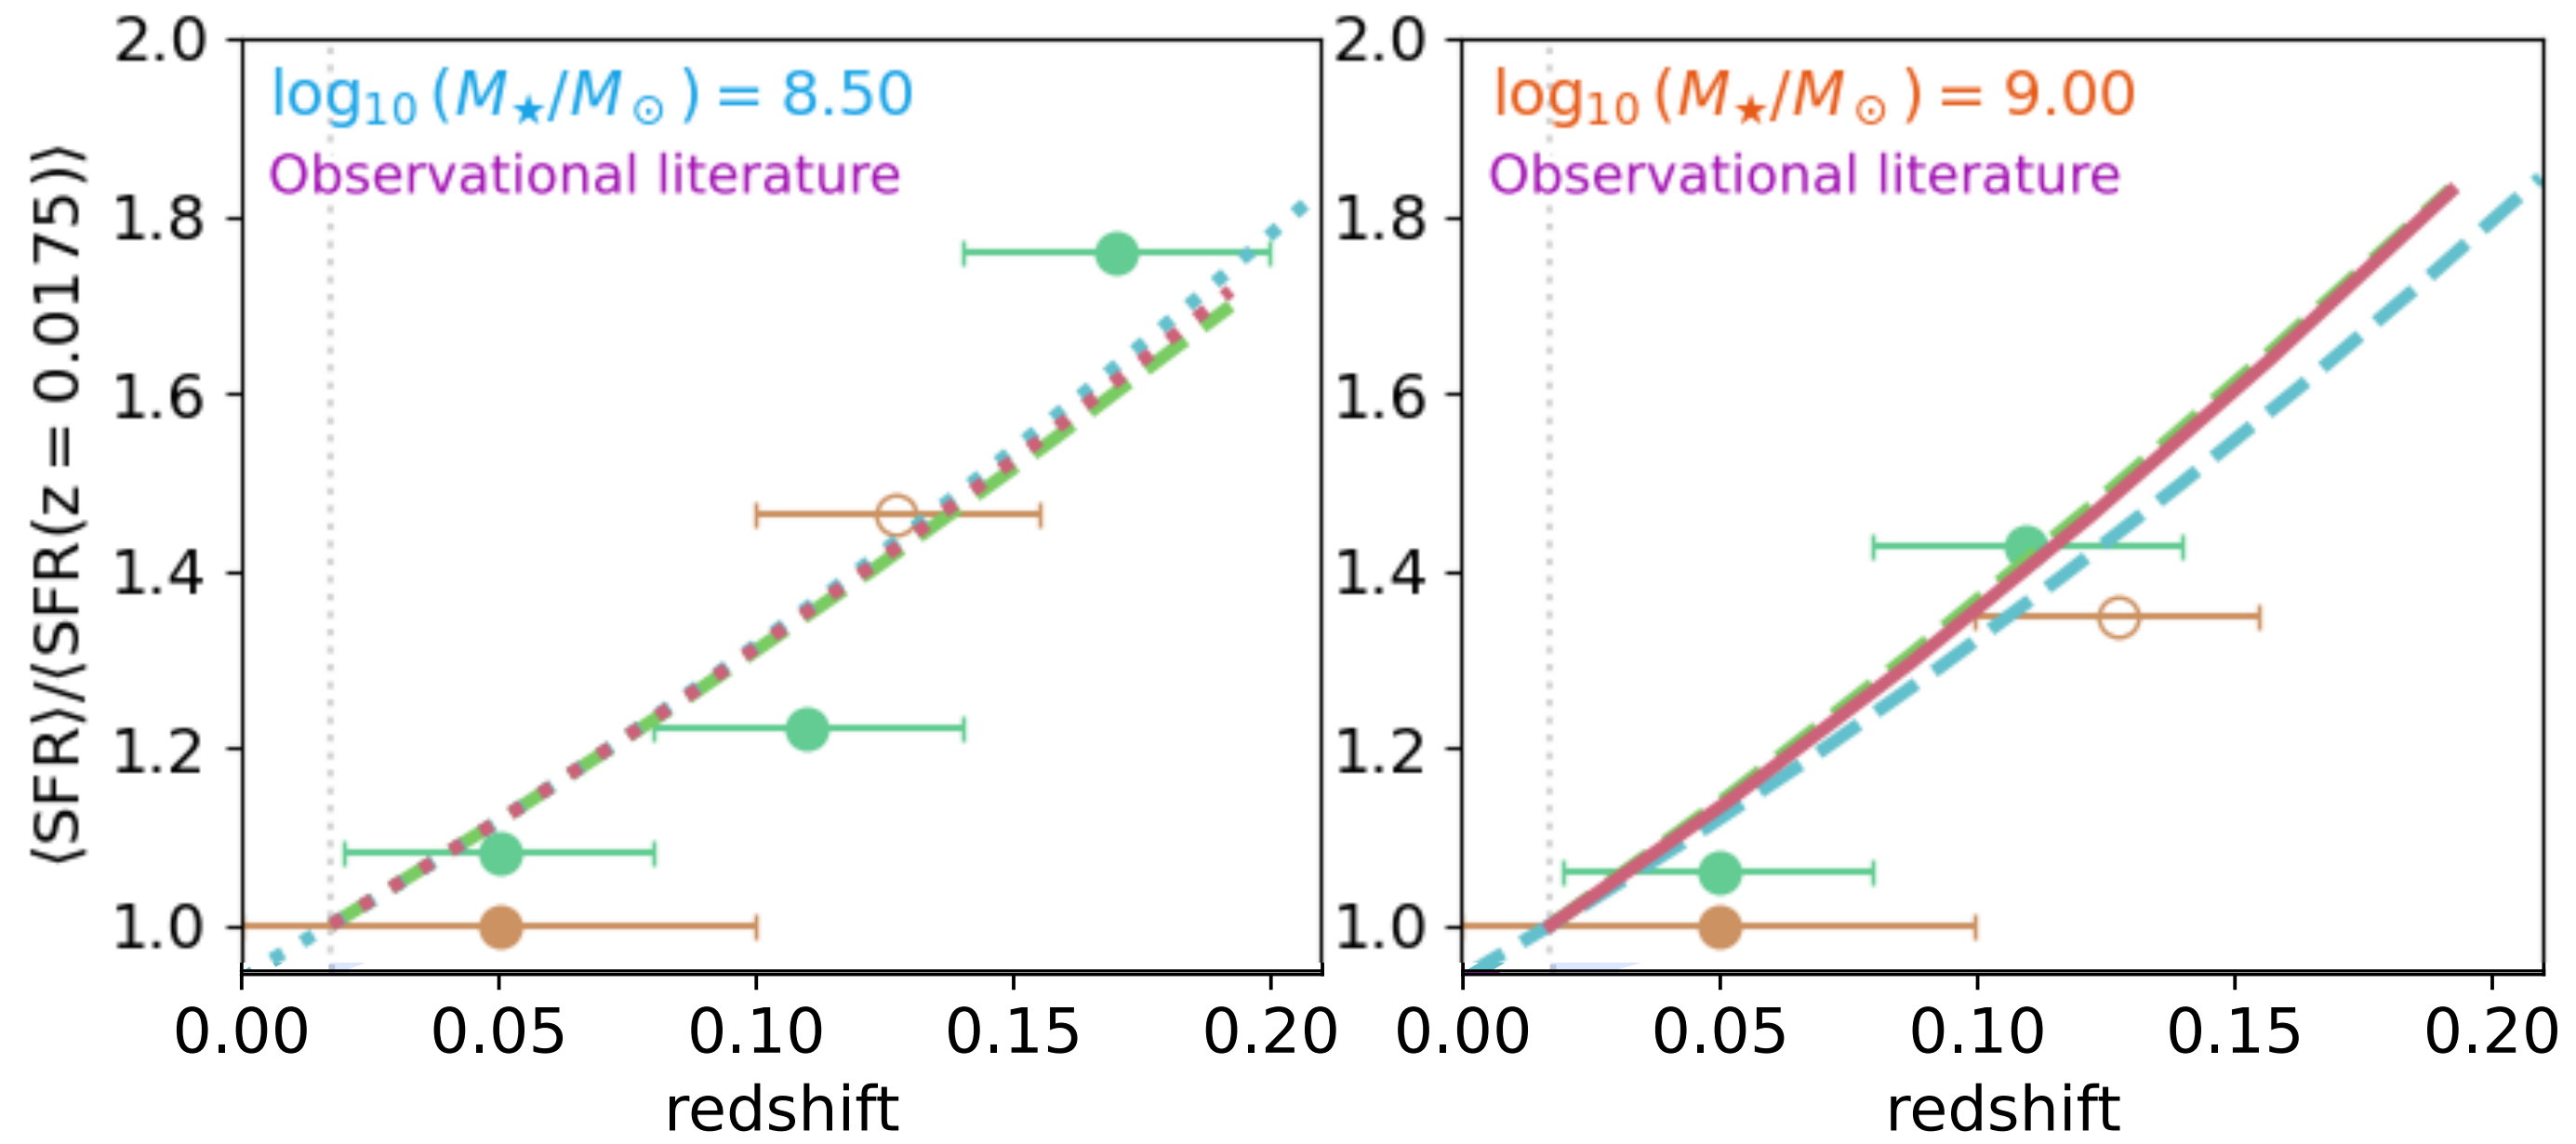 ⟨SFR⟩/⟨SFR(z = 0.0175)⟩
2.0
1.8
1.6
1.4
1.2
1.0
log₁₀(M★/M⊙) = 8.50
Observational literature
0.00 0.05 0.10 0.15 0.20
redshift
2.0
1.8
1.6
1.4
1.2
1.0
log₁₀(M★/M⊙) = 9.00
Observational literature
0.00 0.05 0.10 0.15 0.20
redshift